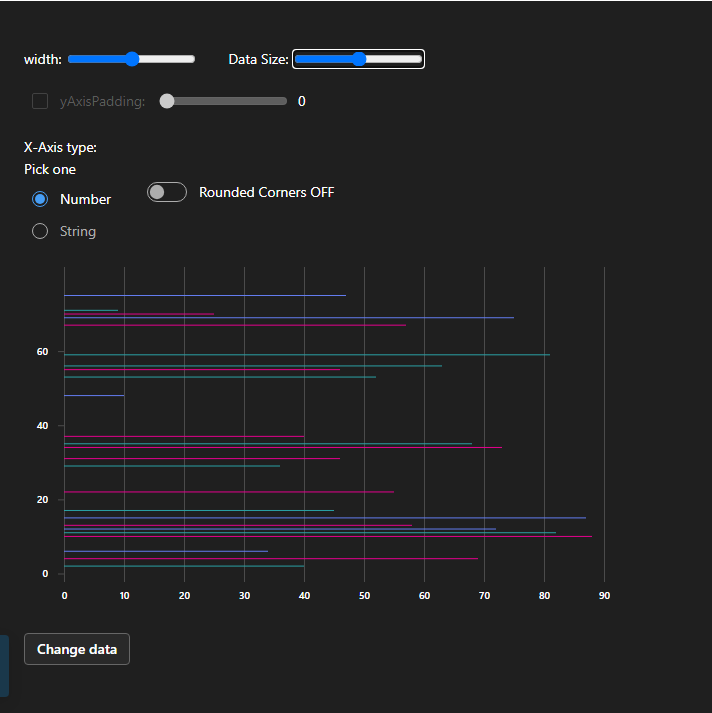 width: Data Size:
yAxisPadding: 0
X-Axis type:
Pick one
Number
Rounded Corners OFF
String
60
40
20
0
0 10 20 30 40 50 60 70 80 90
Change data